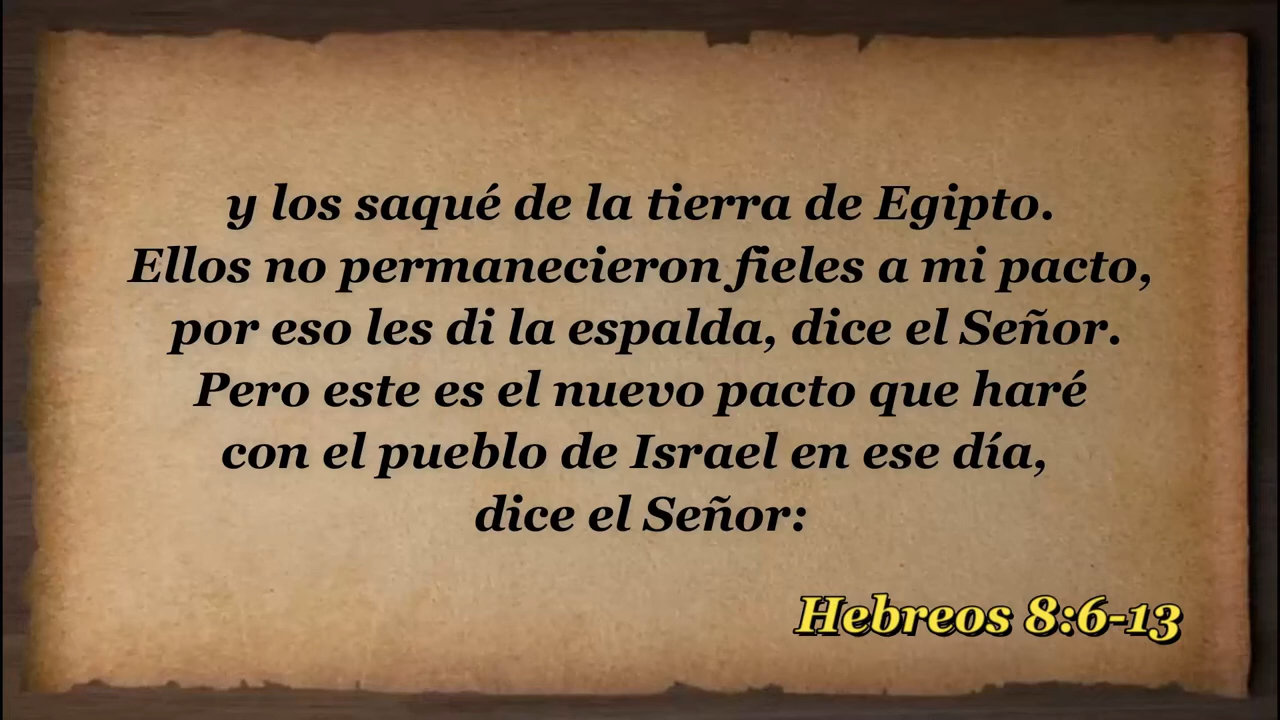 y los saqué de la tierra de Egipto.
Ellos no permanecieron fieles a mi pacto,
por eso les di la espalda, dice el Señor.
Pero este es el nuevo pacto que haré
con el pueblo de Israel en ese día,
dice el Señor:
Hebreos 8:6-13